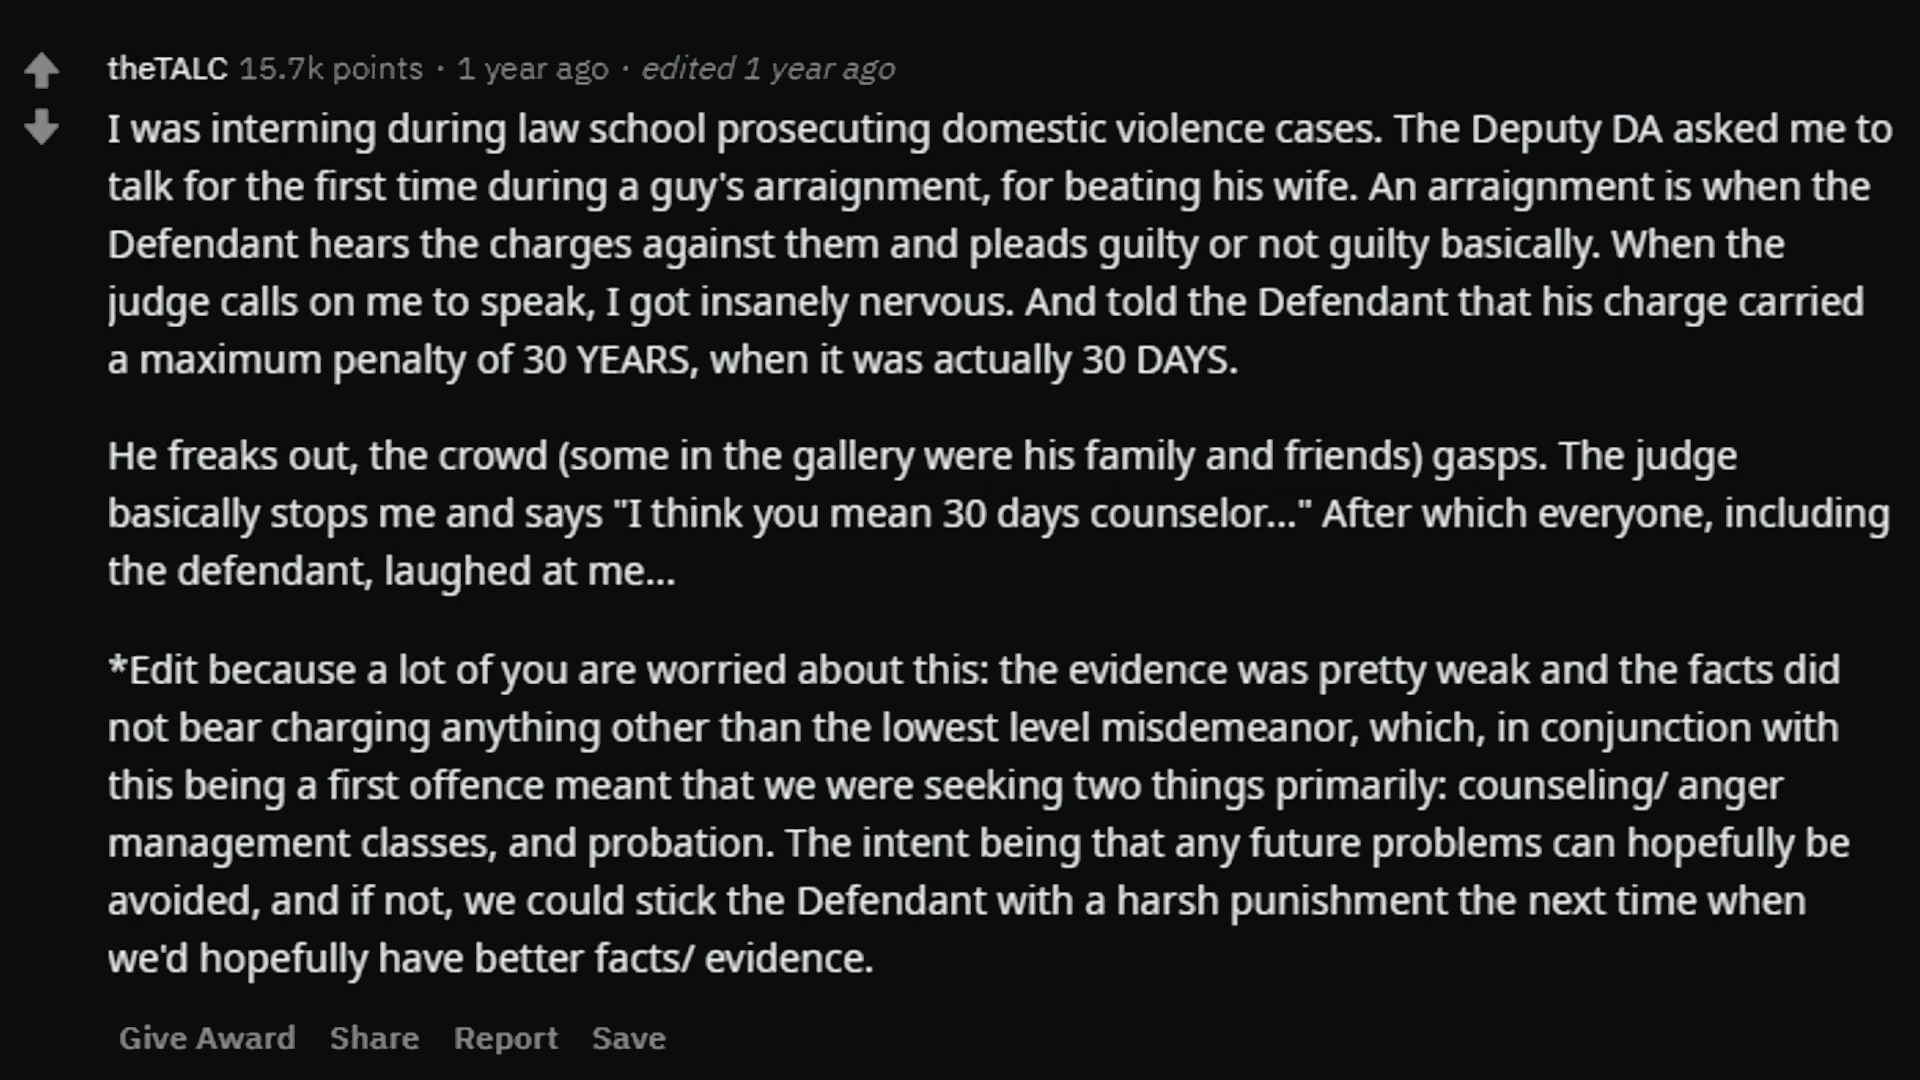 theTALC 15.7k points · 1 year ago · edited 1 year ago
I was interning during law school prosecuting domestic violence cases. The Deputy DA asked me to
talk for the first time during a guy's arraignment, for beating his wife. An arraignment is when the
Defendant hears the charges against them and pleads guilty or not guilty basically. When the
judge calls on me to speak, I got insanely nervous. And told the Defendant that his charge carried
a maximum penalty of 30 YEARS, when it was actually 30 DAYS.
He freaks out, the crowd (some in the gallery were his family and friends) gasps. The judge
basically stops me and says "I think you mean 30 days counselor..." After which everyone, including
the defendant, laughed at me...
*Edit because a lot of you are worried about this: the evidence was pretty weak and the facts did
not bear charging anything other than the lowest level misdemeanor, which, in conjunction with
this being a first offence meant that we were seeking two things primarily: counseling/ anger
management classes, and probation. The intent being that any future problems can hopefully be
avoided, and if not, we could stick the Defendant with a harsh punishment the next time when
we'd hopefully have better facts/ evidence.
Give Award Share Report Save